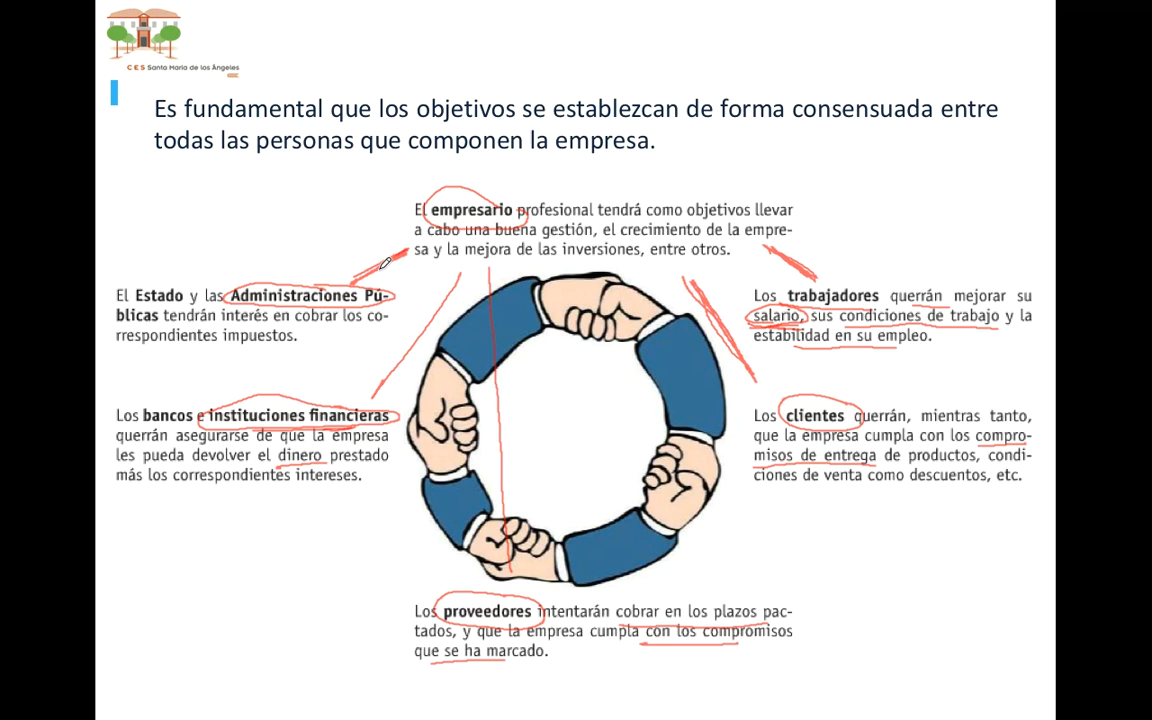 C E S Santa María de los Ángeles
Es fundamental que los objetivos se establezcan de forma consensuada entre
todas las personas que componen la empresa.
El empresario profesional tendrá como objetivos llevar
a cabo una buena gestión, el crecimiento de la empre-
sa y la mejora de las inversiones, entre otros.
El Estado y las Administraciones Pú-
blicas tendrán interés en cobrar los co-
rrespondientes impuestos.
Los trabajadores querrán mejorar su
salario, sus condiciones de trabajo y la
estabilidad en su empleo.
Los bancos e instituciones financieras
querrán asegurarse de que la empresa
les pueda devolver el dinero prestado
más los correspondientes intereses.
Los clientes querrán, mientras tanto,
que la empresa cumpla con los compro-
misos de entrega de productos, condi-
ciones de venta como descuentos, etc.
Los proveedores intentarán cobrar en los plazos pac-
tados, y que la empresa cumpla con los compromisos
que se ha marcado.